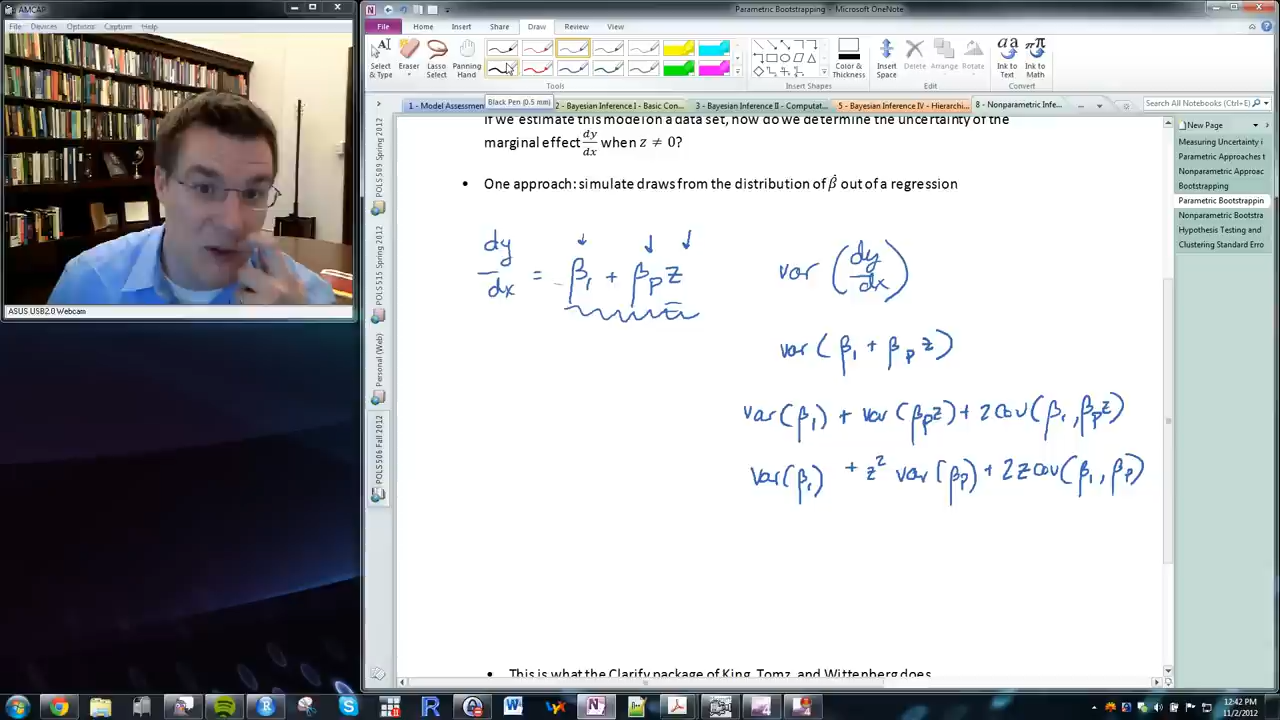 AMCAP
File Devices Options Capture Help
ASUS USB2.0 Webcam
Parametric Bootstrapping - Microsoft OneNote
File Home Insert Share Draw Review View
Select & Type
Eraser
Lasso Select
Panning Hand
Color & Thickness
Insert Space
Delete
Arrange
Rotate
Ink to Text
Ink to Math
Tools
Insert Shapes
Edit
Convert
Black Pen (0.5 mm)
1 - Model Assessmen
2 - Bayesian Inference I - Basic Con...
3 - Bayesian Inference II - Computat...
5 - Bayesian Inference IV - Hierarchi...
8 - Nonparametric Infe...
Search All Notebooks (Ctrl+E)
New Page
Measuring Uncertainty i
Parametric Approaches t
Nonparametric Approac
Bootstrapping
Parametric Bootstrappin
Nonparametric Bootstra
Hypothesis Testing and
Clustering Standard Erro
POLS 509 Spring 2012
POLS 515 Spring 2012
Personal (Web)
POLS 506 Fall 2012
If we estimate this model on a data set, how do we determine the uncertainty of the
marginal effect dy/dx when z ≠ 0?
• One approach: simulate draws from the distribution of β̂ out of a regression
dy/dx = β₁ + βₚz
var(dy/dx)
var(β₁ + βₚz)
var(β₁) + var(βₚz) + 2cov(β₁, βₚz)
var(β₁) + z² var(βₚ) + 2z cov(β₁, βₚ)
• This is what the Clarify package of King, Tomz, and Wittenberg does
12:42 PM
11/2/2012